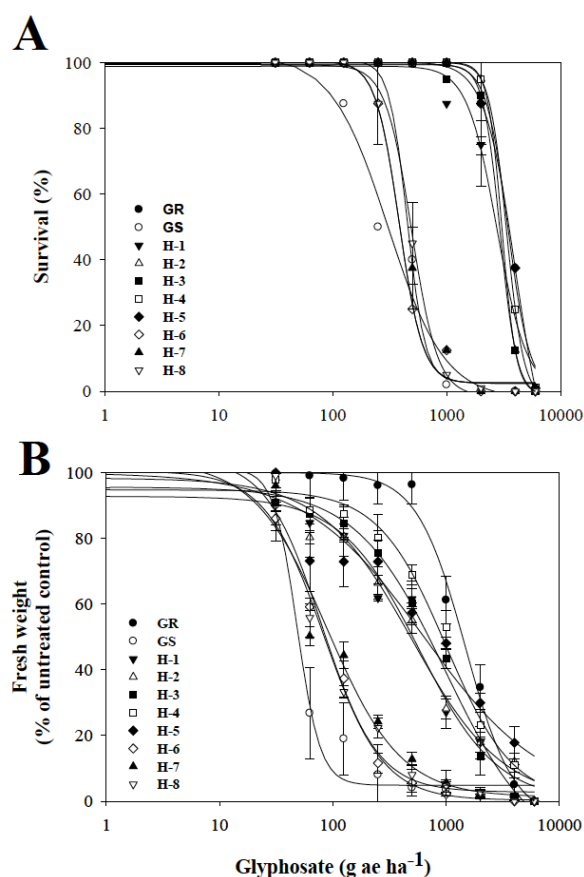 A
100
80
60
40
20
0
Survival (%)
GR
GS
H-1
H-2
H-3
H-4
H-5
H-6
H-7
H-8
1
10
100
1000
10000
B
100
80
60
40
20
0
Fresh weight
(% of untreated control)
GR
GS
H-1
H-2
H-3
H-4
H-5
H-6
H-7
H-8
1
10
100
1000
10000
Glyphosate (g ae ha⁻¹)